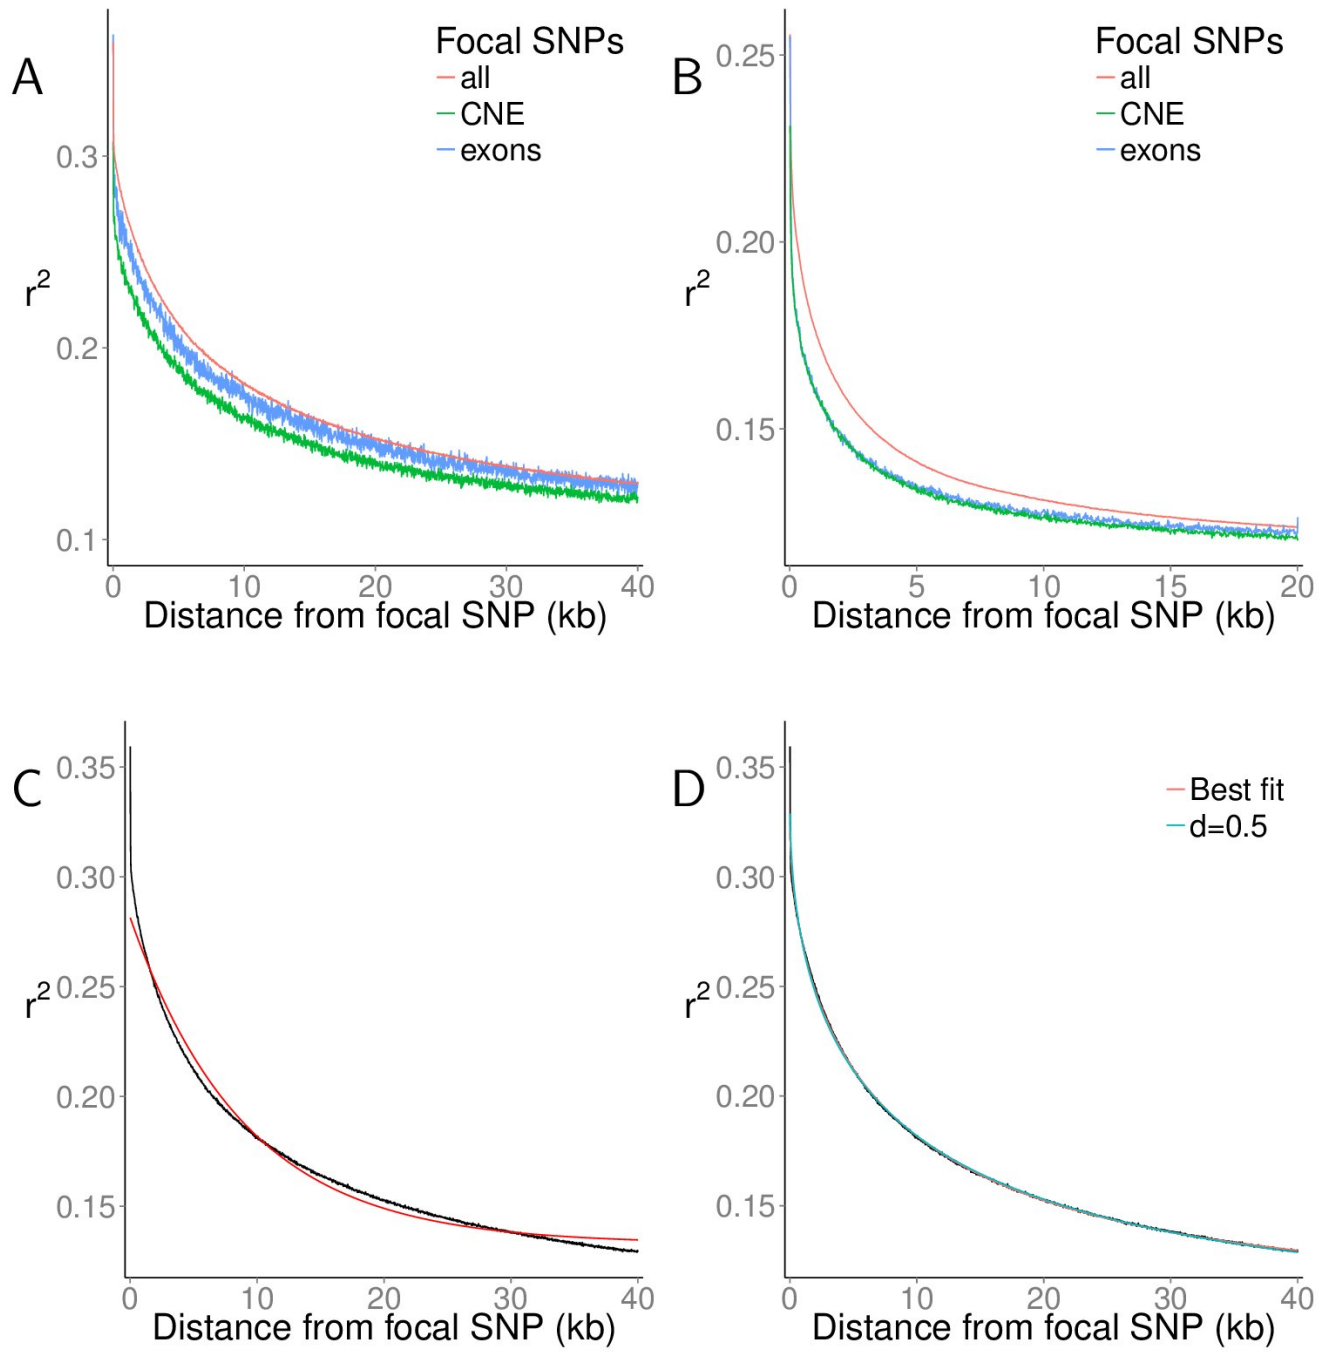 A
Focal SNPs
all
CNE
exons
0.3
0.2
0.1
r²
0 10 20 30 40
Distance from focal SNP (kb)
B
Focal SNPs
all
CNE
exons
0.25
0.20
0.15
r²
0 5 10 15 20
Distance from focal SNP (kb)
C
0.35
0.30
0.25
0.20
0.15
r²
0 10 20 30 40
Distance from focal SNP (kb)
D
Best fit
d=0.5
0.35
0.30
0.25
0.20
0.15
r²
0 10 20 30 40
Distance from focal SNP (kb)